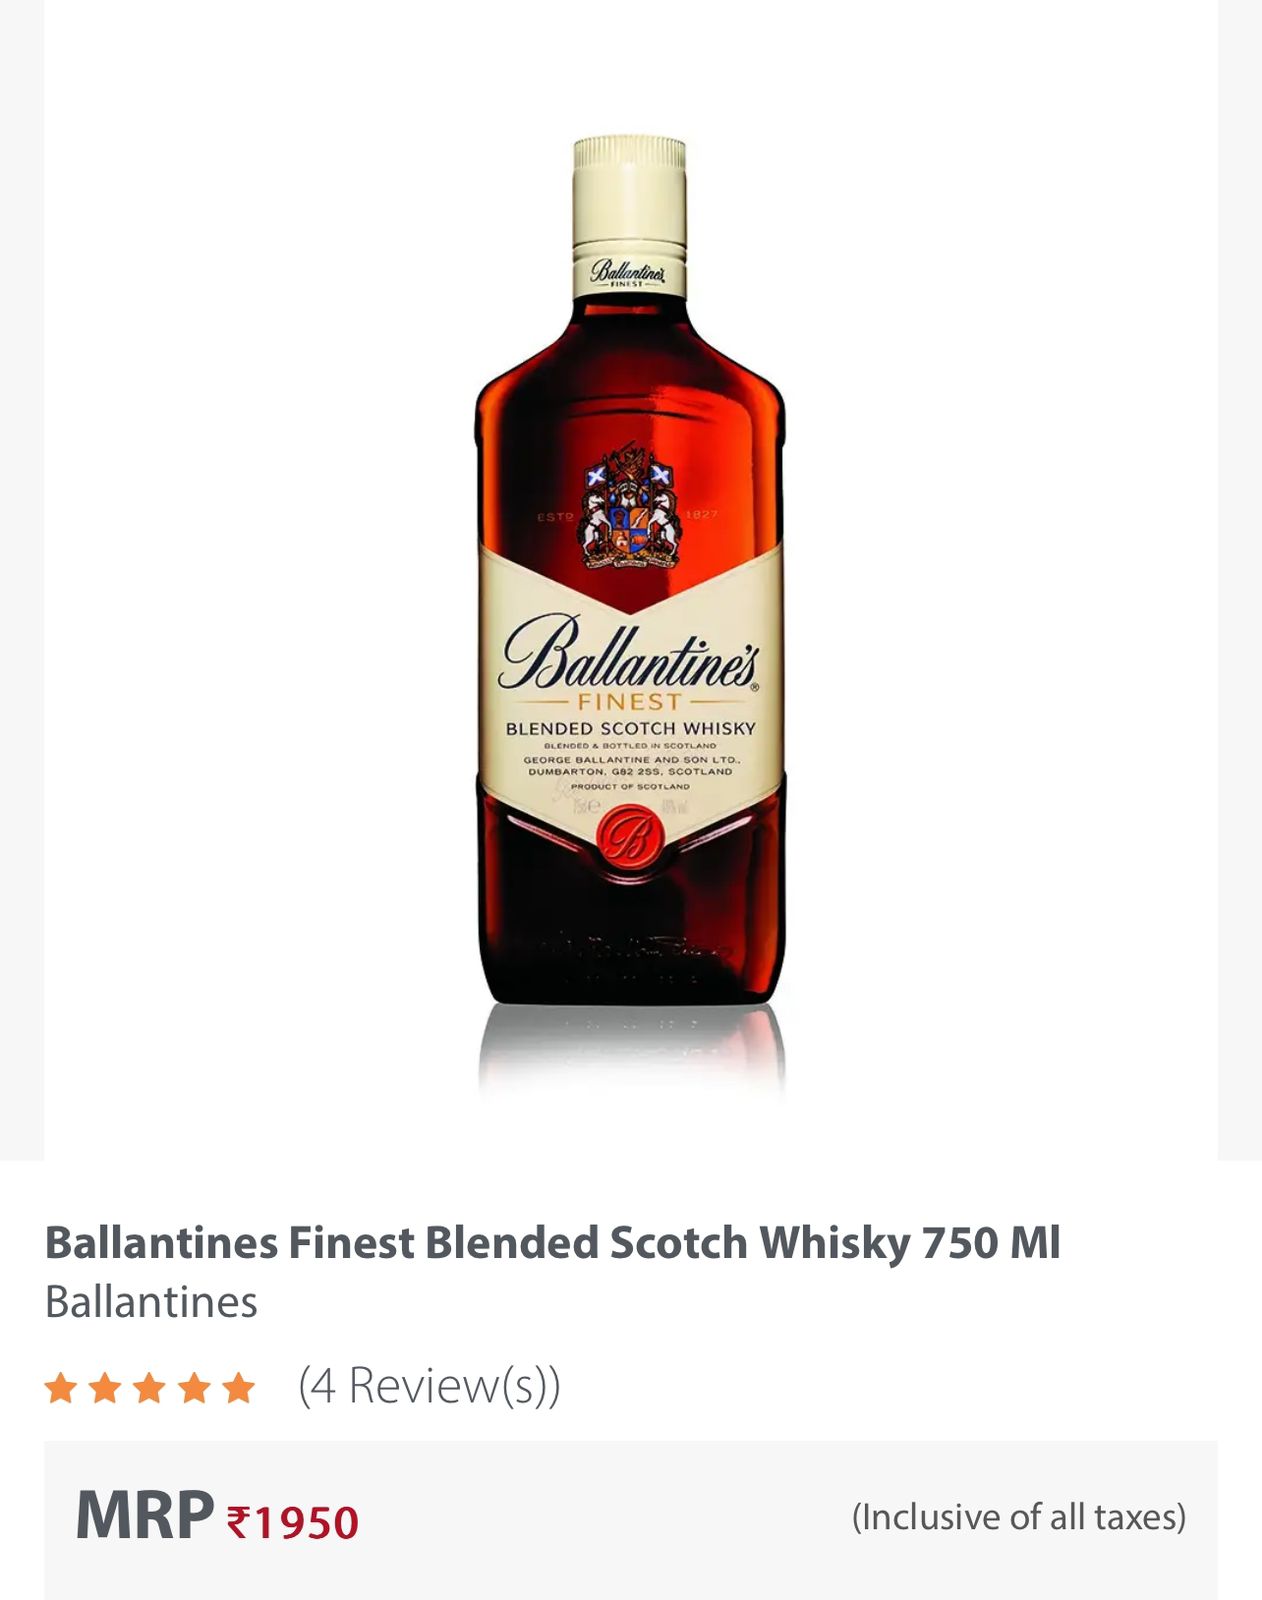 Ballantine's
FINEST
ESTD 1827
Ballantine's®
FINEST
BLENDED SCOTCH WHISKY
BLENDED & BOTTLED IN SCOTLAND
GEORGE BALLANTINE AND SON LTD.,
DUMBARTON, G82 2SS, SCOTLAND
PRODUCT OF SCOTLAND
B
Ballantines Finest Blended Scotch Whisky 750 Ml
Ballantines
(4 Review(s))
MRP ₹1950 (Inclusive of all taxes)